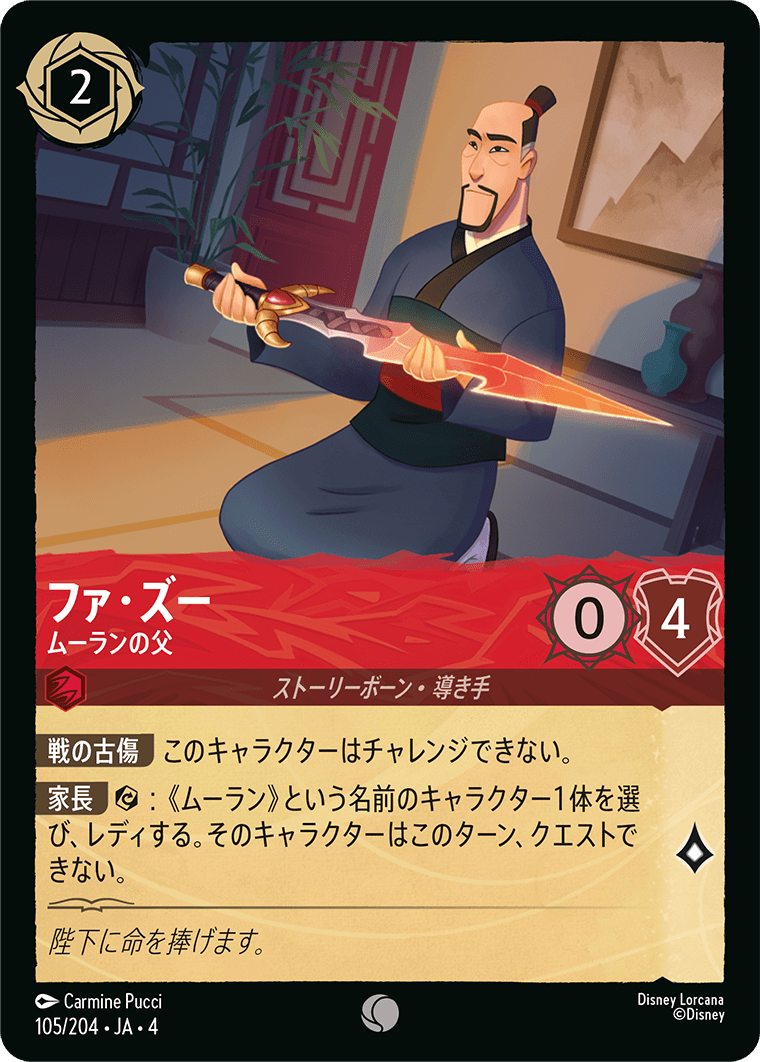 2
ファ・ズー
ムーランの父
0
4
ストーリーボーン・導き手
戦の古傷 このキャラクターはチャレンジできない。
家長 : 《ムーラン》という名前のキャラクター1体を選
び、レディする。そのキャラクターはこのターン、クエストで
きない。
陛下に命を捧げます。
Carmine Pucci
105/204・JA・4
Disney Lorcana
©Disney